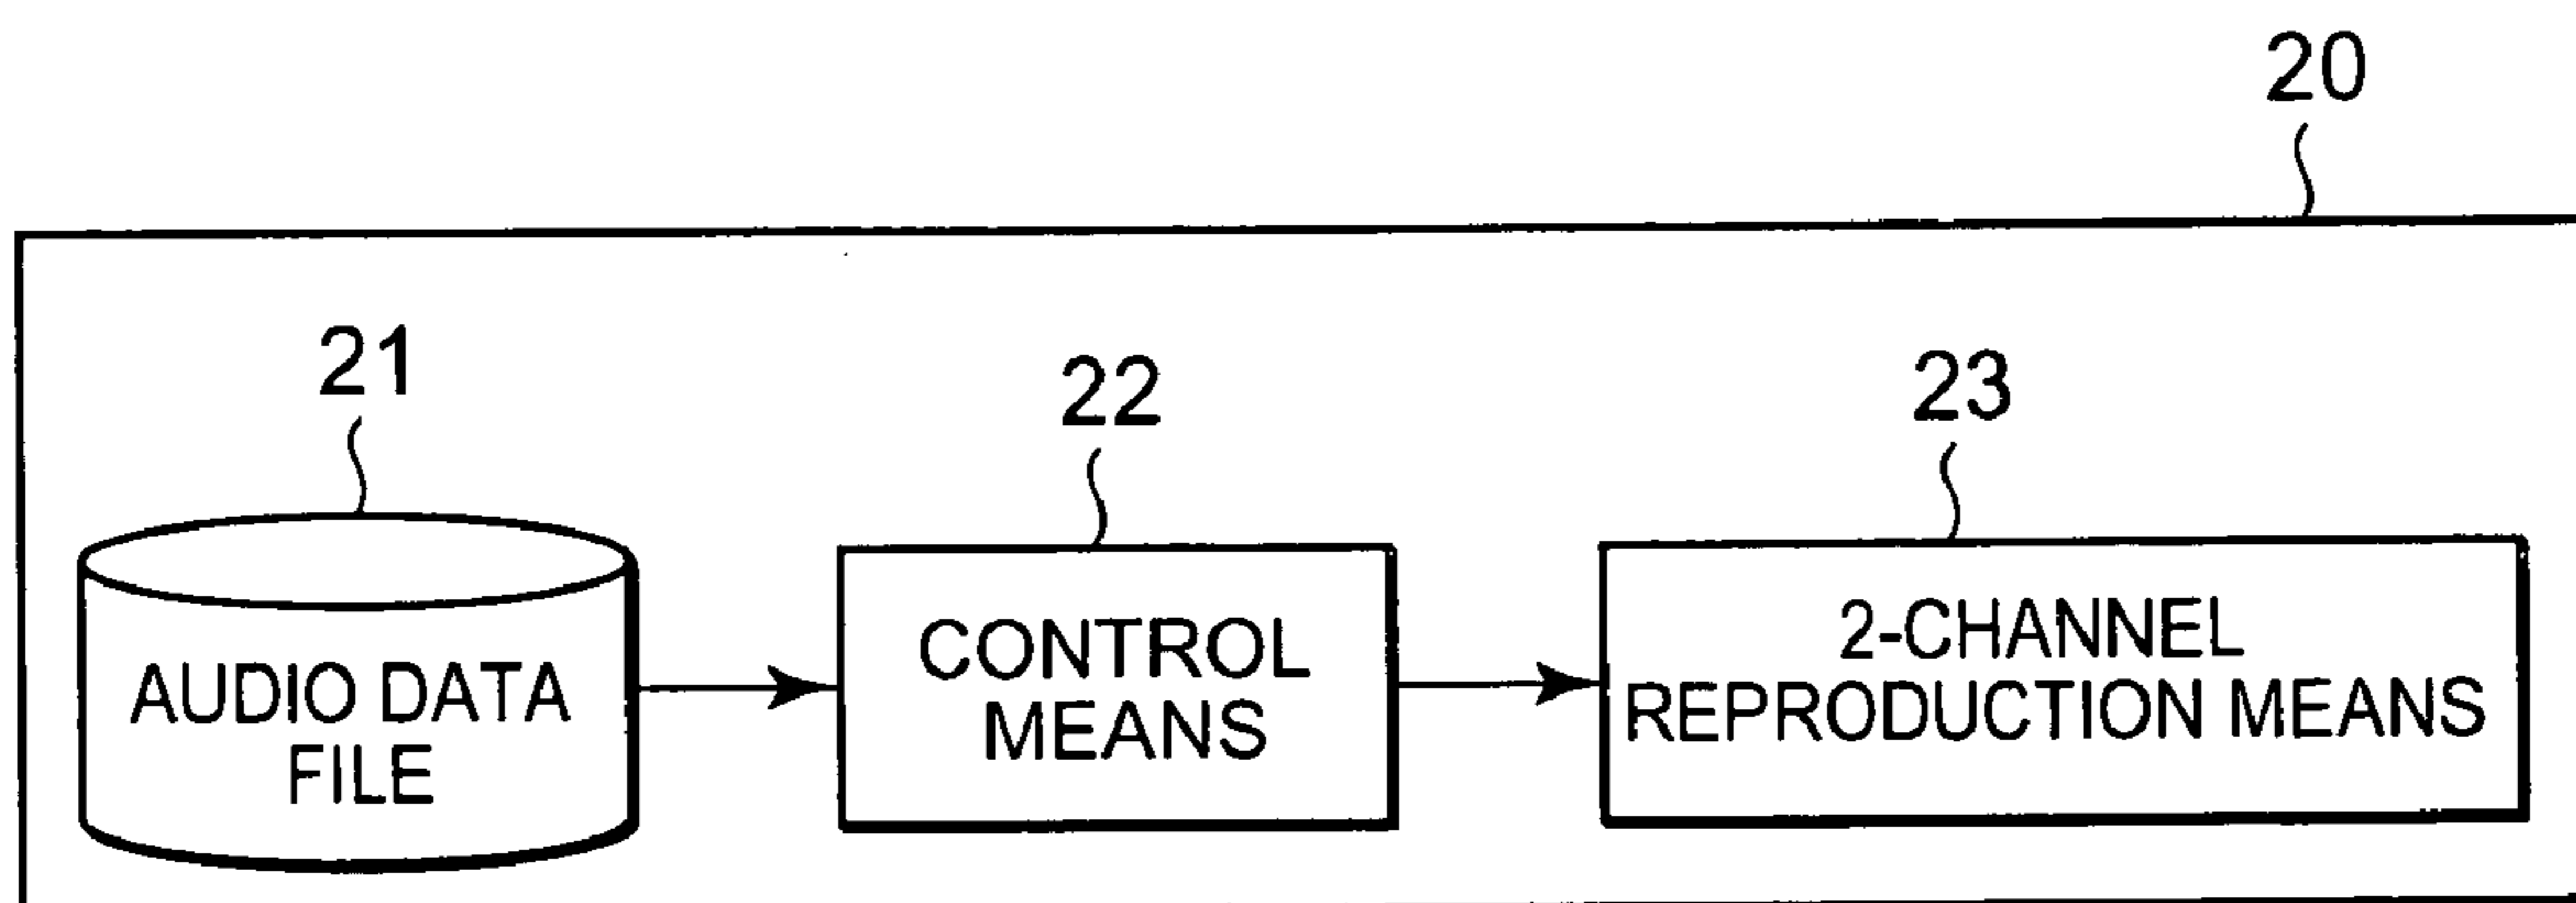 20
21
22
23
AUDIO DATA
FILE
CONTROL
MEANS
2-CHANNEL
REPRODUCTION MEANS